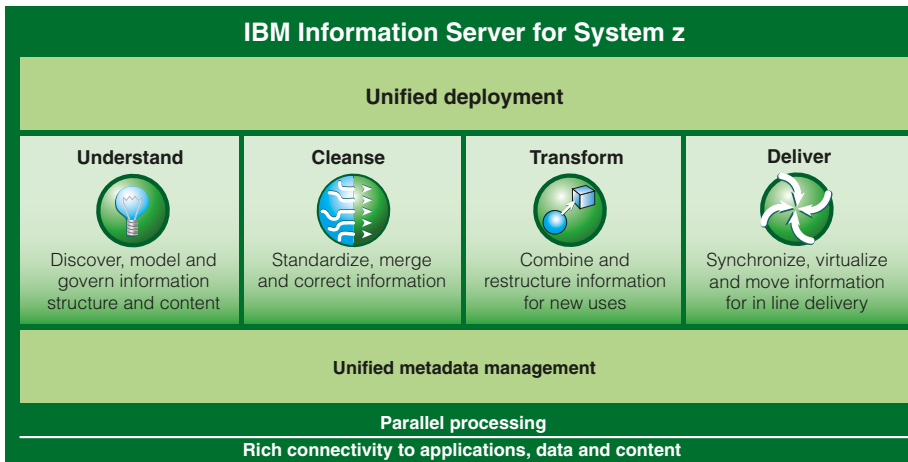 IBM Information Server for System z
Unified deployment
Understand
Discover, model and
govern information
structure and content
Cleanse
Standardize, merge
and correct information
Transform
Combine and
restructure information
for new uses
Deliver
Synchronize, virtualize
and move information
for in line delivery
Unified metadata management
Parallel processing
Rich connectivity to applications, data and content